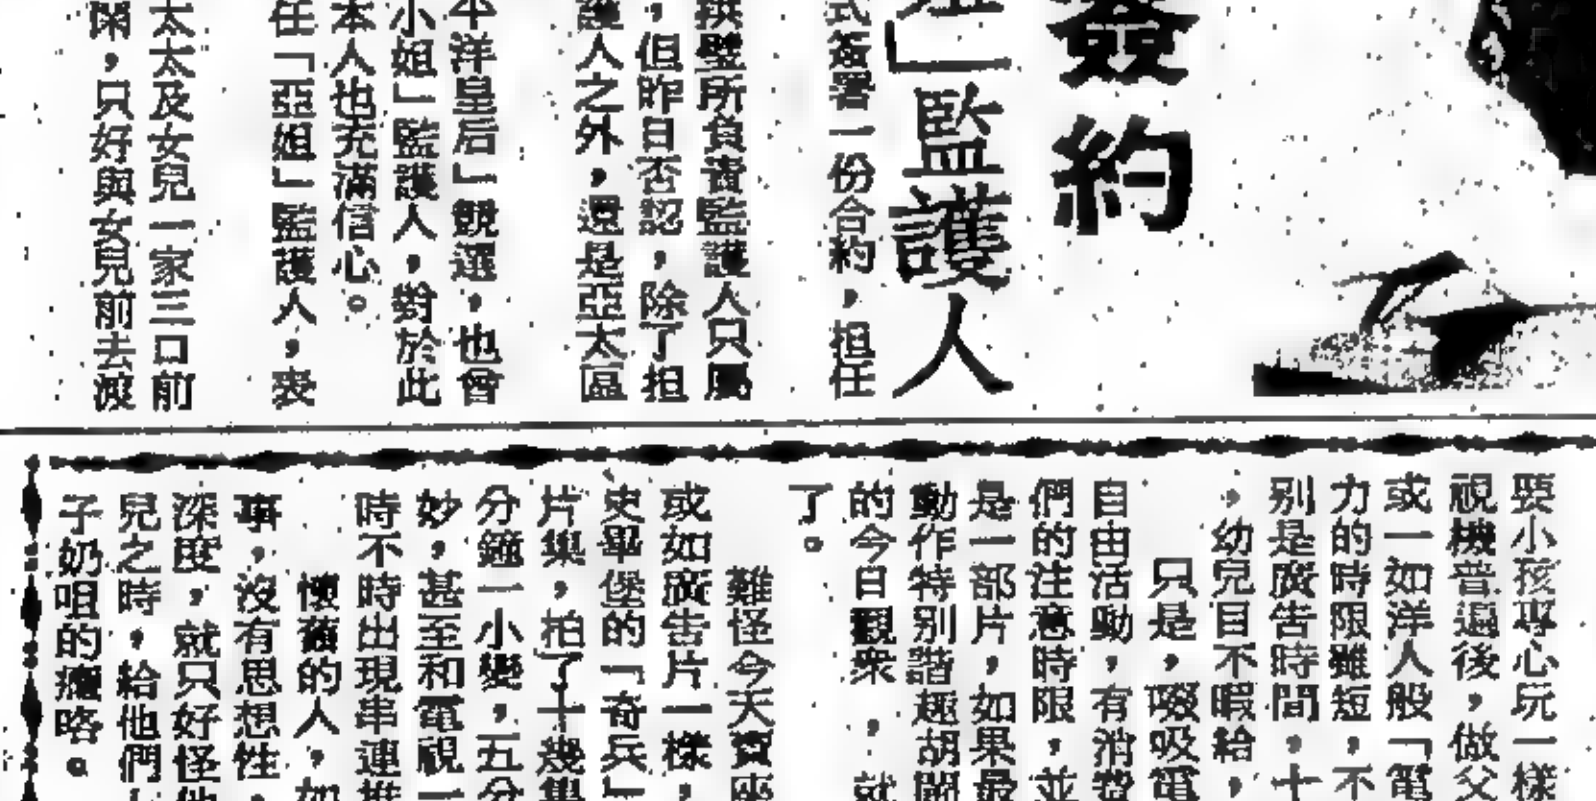 簽約
」監護人
式簽署一份合約，担任
拱璧所負責監護人只屬
，但昨日否認，除了担
護人之外，還是亞太區
平洋皇后」競選，也曾
小姐」監護人，對於此
本人也充滿信心。
任「亞姐」監護人，表
太太及女兒一家三口前
閑，只好與女兒前去渡
要小孩專心玩一樣
視機普遍後，做父
或一如洋人般「電
力的時限雖短，不
別是廣告時間，十
，幼兒目不暇給，
只是，啜吸電
自由活動，有消費
們的注意時限，並
是一部片，如果最
動作特別諧趣胡鬧
的今日觀衆，就
了。
難怪今天賣座
或如廣告片一樣，
史畢堡的「奇兵」
片集，拍了十幾集
分鐘一小變，五分
妙，甚至和電視一
時不時出現串連推
懷舊的人，如
事，沒有思想性，
深度，就只好怪他
兒之時，給他們
子奶咀的癮咯。